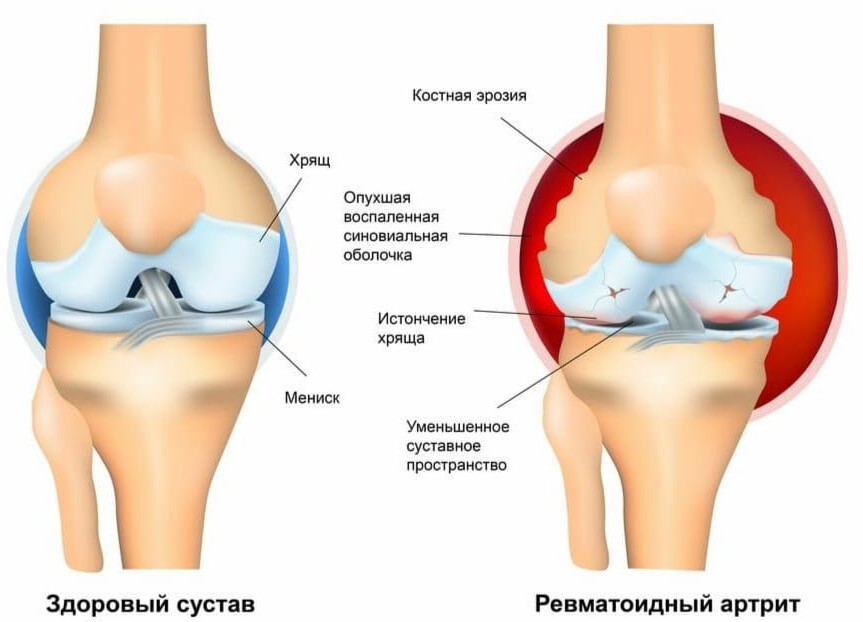 Костная эрозия
Хрящ
Опухшая
воспаленная
синовиальная
оболочка
Истончение
хряща
Мениск
Уменьшенное
суставное
пространство
Здоровый сустав
Ревматоидный артрит